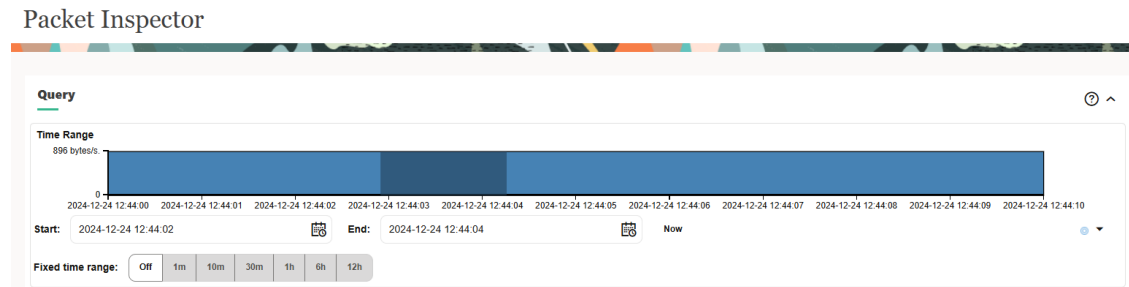 Packet Inspector
Query
Time Range
896 bytes/s.
0
2024-12-24 12:44:00 2024-12-24 12:44:01 2024-12-24 12:44:02 2024-12-24 12:44:03 2024-12-24 12:44:04 2024-12-24 12:44:05 2024-12-24 12:44:06 2024-12-24 12:44:07 2024-12-24 12:44:08 2024-12-24 12:44:09 2024-12-24 12:44:10
Start: 2024-12-24 12:44:02 End: 2024-12-24 12:44:04 Now
Fixed time range: Off 1m 10m 30m 1h 6h 12h